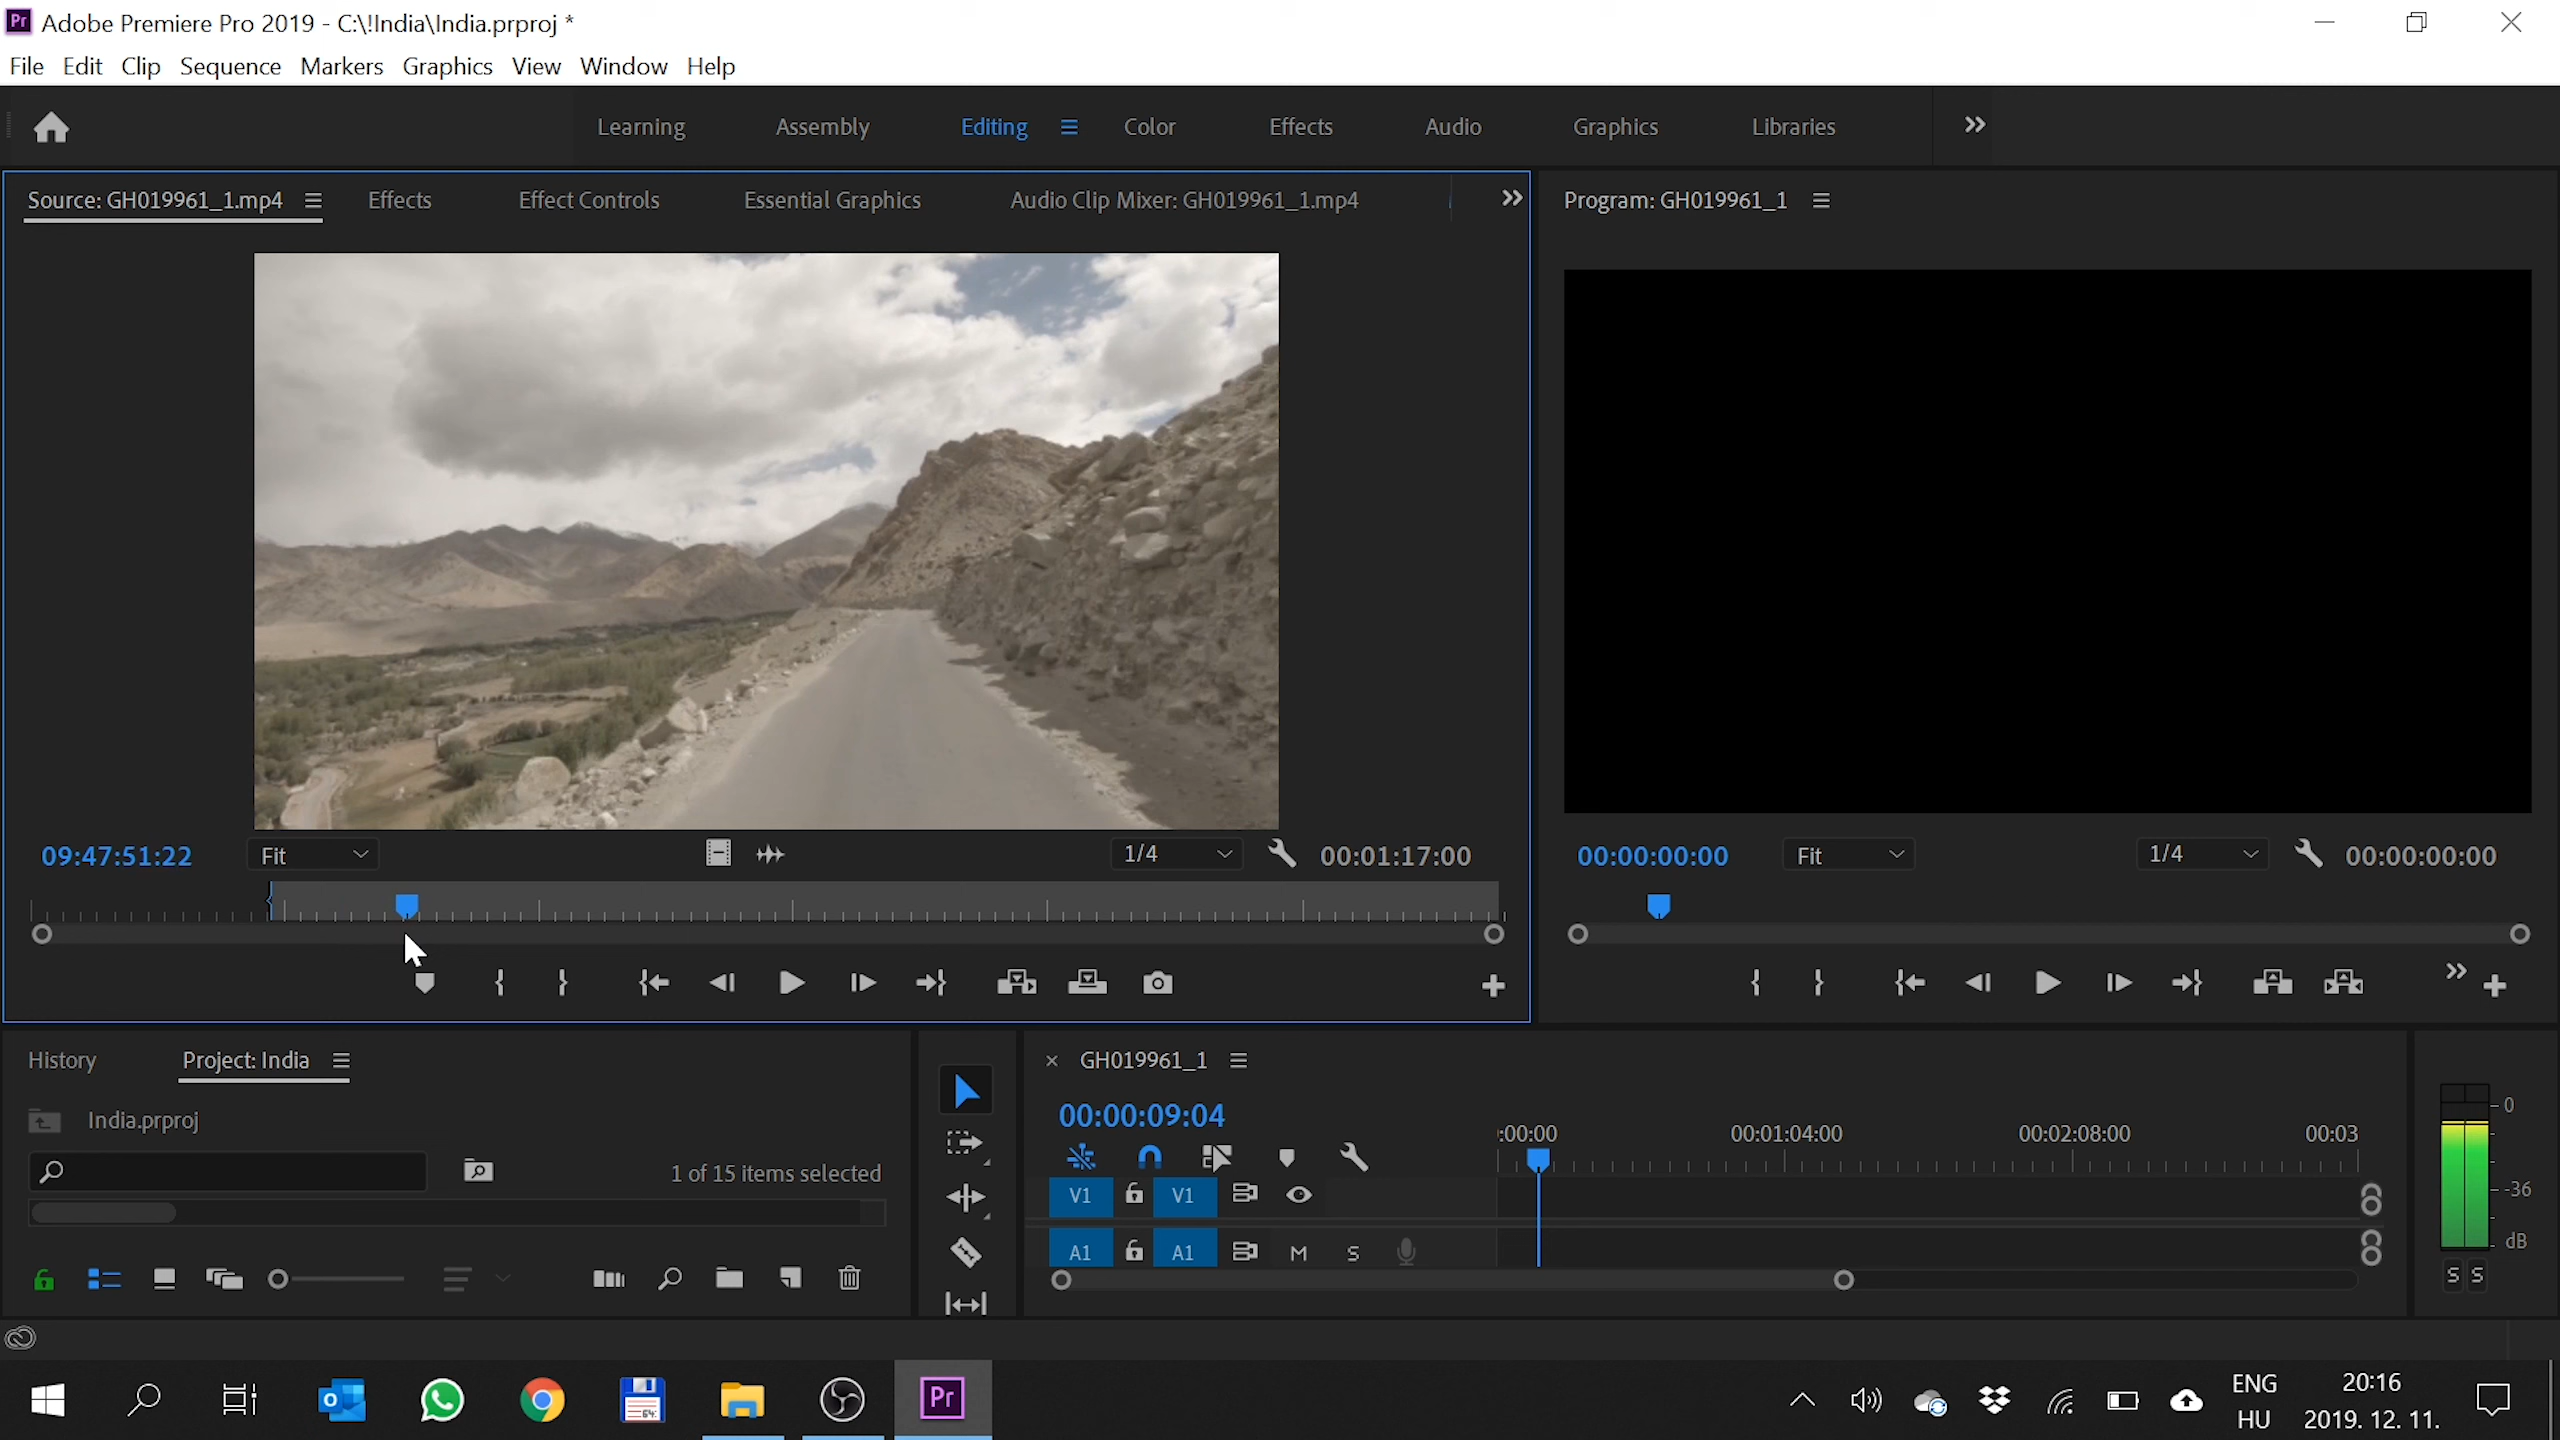 Pr Adobe Premiere Pro 2019 - C:\!India\India.prproj *
File Edit Clip Sequence Markers Graphics View Window Help
Learning Assembly Editing Color Effects Audio Graphics Libraries
Source: GH019961_1.mp4 Effects Effect Controls Essential Graphics Audio Clip Mixer: GH019961_1.mp4
Program: GH019961_1
09:47:51:22 Fit 1/4 00:01:17:00
00:00:00:00 Fit 1/4 00:00:00:00
History Project: India
India.prproj
1 of 15 items selected
GH019961_1
00:00:09:04
:00:00 00:01:04:00 00:02:08:00 00:03
V1 V1
A1 A1 M S
0
-36
dB
S S
64
Pr
ENG
HU
20:16
2019. 12. 11.